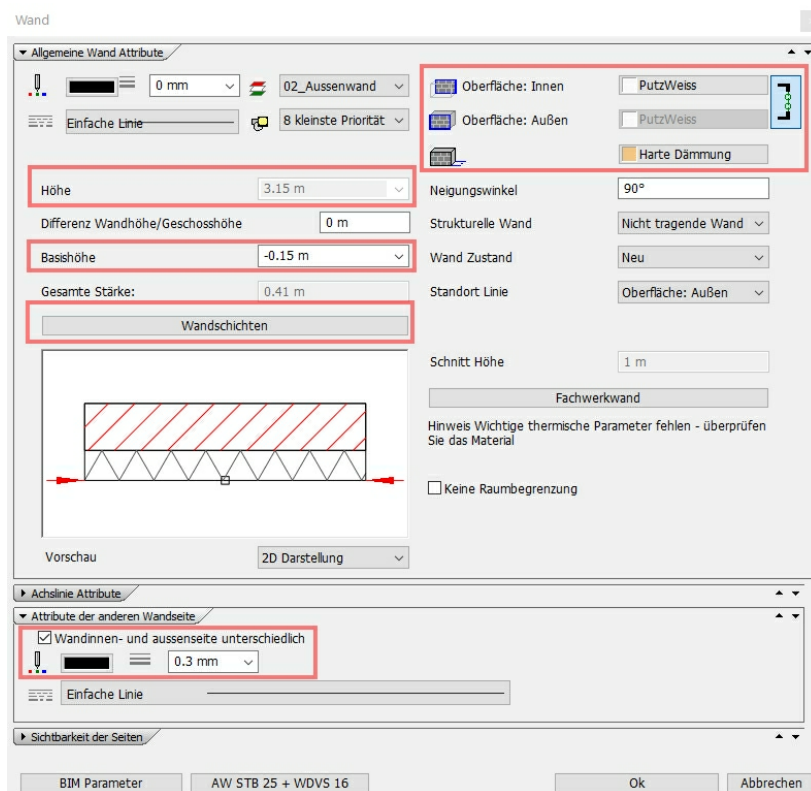 Wand
Allgemeine Wand Attribute
0 mm
02_Aussenwand
Einfache Linie
8 kleinste Priorität
Oberfläche: Innen
PutzWeiss
Oberfläche: Außen
PutzWeiss
Harte Dämmung
Höhe
3.15 m
Neigungswinkel
90°
Differenz Wandhöhe/Geschosshöhe
0 m
Strukturelle Wand
Nicht tragende Wand
Basishöhe
-0.15 m
Wand Zustand
Neu
Gesamte Stärke:
0.41 m
Standort Linie
Oberfläche: Außen
Wandschichten
Schnitt Höhe
1 m
Fachwerkwand
Hinweis Wichtige thermische Parameter fehlen - überprüfen
Sie das Material
Keine Raumbegrenzung
Vorschau
2D Darstellung
Achslinie Attribute
Attribute der anderen Wandseite
Wandinnen- und aussenseite unterschiedlich
0.3 mm
Einfache Linie
Sichtbarkeit der Seiten
BIM Parameter
AW STB 25 + WDVS 16
Ok
Abbrechen